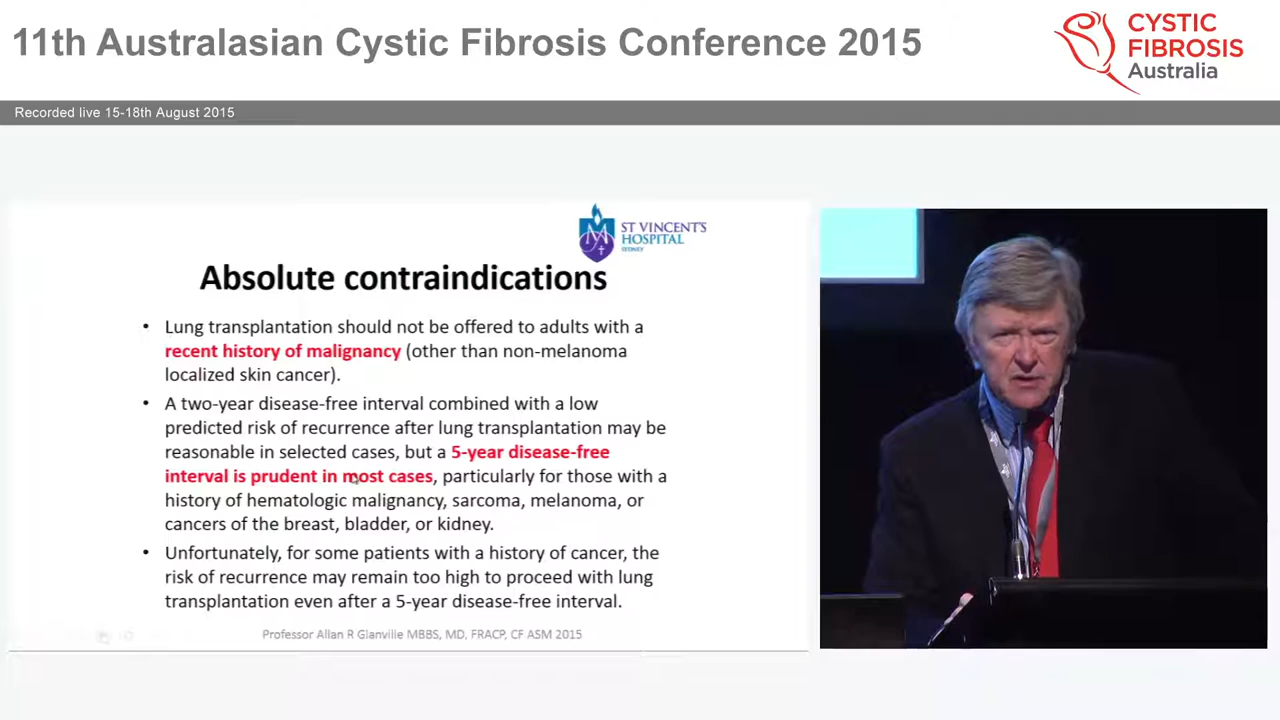 11th Australasian Cystic Fibrosis Conference 2015
CYSTIC
FIBROSIS
Australia
Recorded live 15-18th August 2015
ST VINCENT'S
HOSPITAL
SYDNEY
Absolute contraindications
• Lung transplantation should not be offered to adults with a
recent history of malignancy (other than non-melanoma
localized skin cancer).
• A two-year disease-free interval combined with a low
predicted risk of recurrence after lung transplantation may be
reasonable in selected cases, but a 5-year disease-free
interval is prudent in most cases, particularly for those with a
history of hematologic malignancy, sarcoma, melanoma, or
cancers of the breast, bladder, or kidney.
• Unfortunately, for some patients with a history of cancer, the
risk of recurrence may remain too high to proceed with lung
transplantation even after a 5-year disease-free interval.
Professor Allan R Glanville MBBS, MD, FRACP, CF ASM 2015